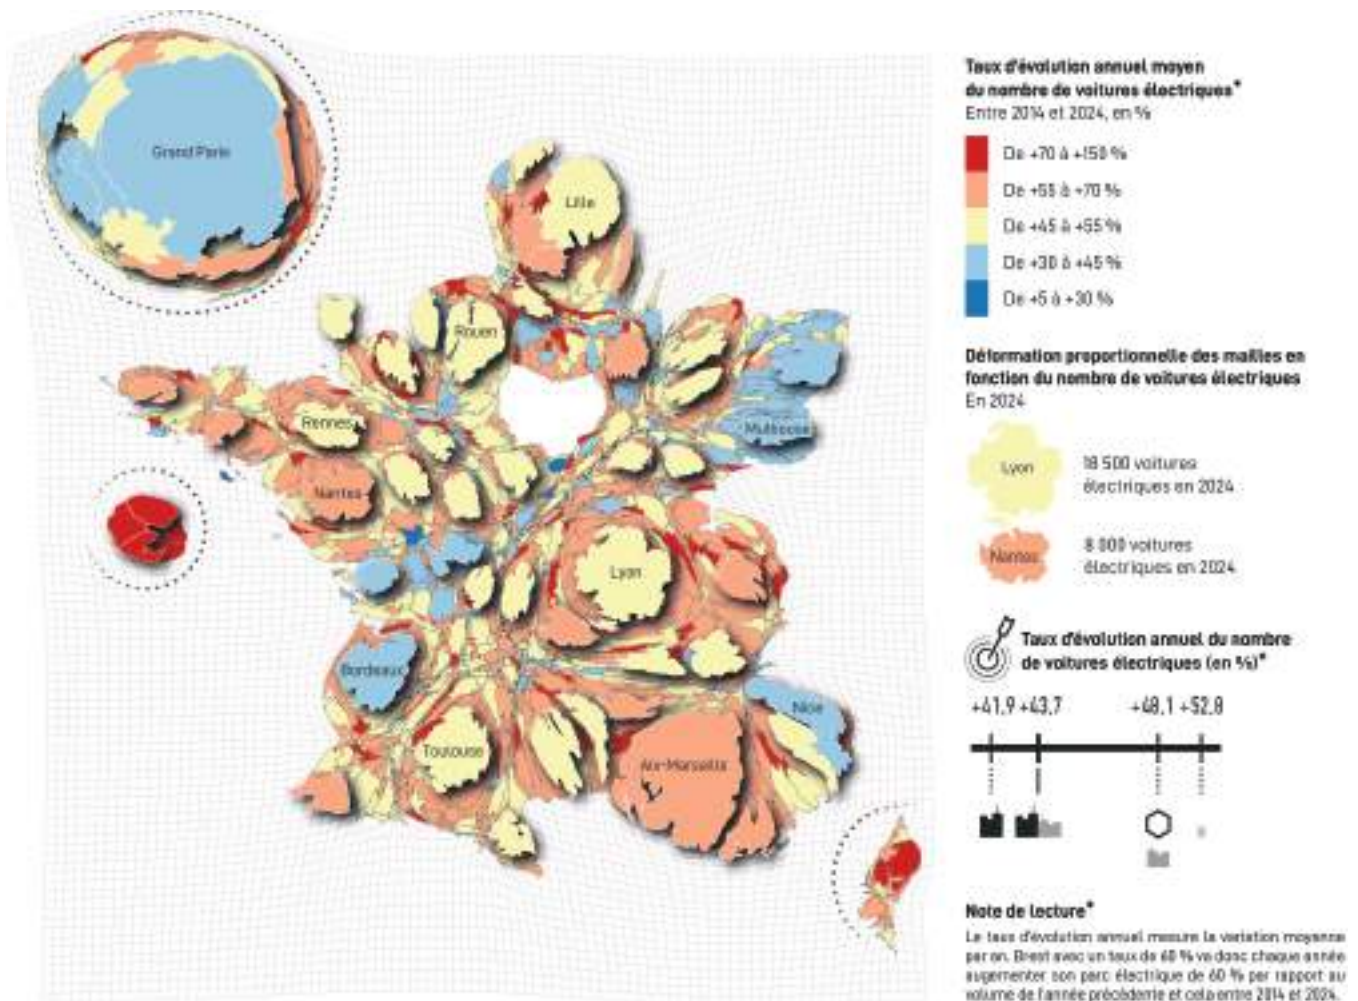 Taux d'évolution annuel moyen
du nombre de voitures électriques*
Entre 2014 et 2024, en %
De +70 à +150 %
De +55 à +70 %
De +45 à +55 %
De +30 à +45 %
De +5 à +30 %
Déformation proportionnelle des mailles en
fonction du nombre de voitures électriques
En 2024
Lyon
18 500 voitures
électriques en 2024
Nantes
8 000 voitures
électriques en 2024
Taux d'évolution annuel du nombre
de voitures électriques (en %)*
+41,9 +43,7 +48,1 +52,8
Note de lecture*
Le taux d'évolution annuel mesure la variation moyenne
par an. Brest avec un taux de 60 % va donc chaque année
augmenter son parc électrique de 60 % par rapport au
volume de l'année précédente et cela entre 2014 et 2024.
Grand Paris
Lille
Rouen
Rennes
Mulhouse
Nantes
Lyon
Bordeaux
Nice
Toulouse
Aix-Marseille